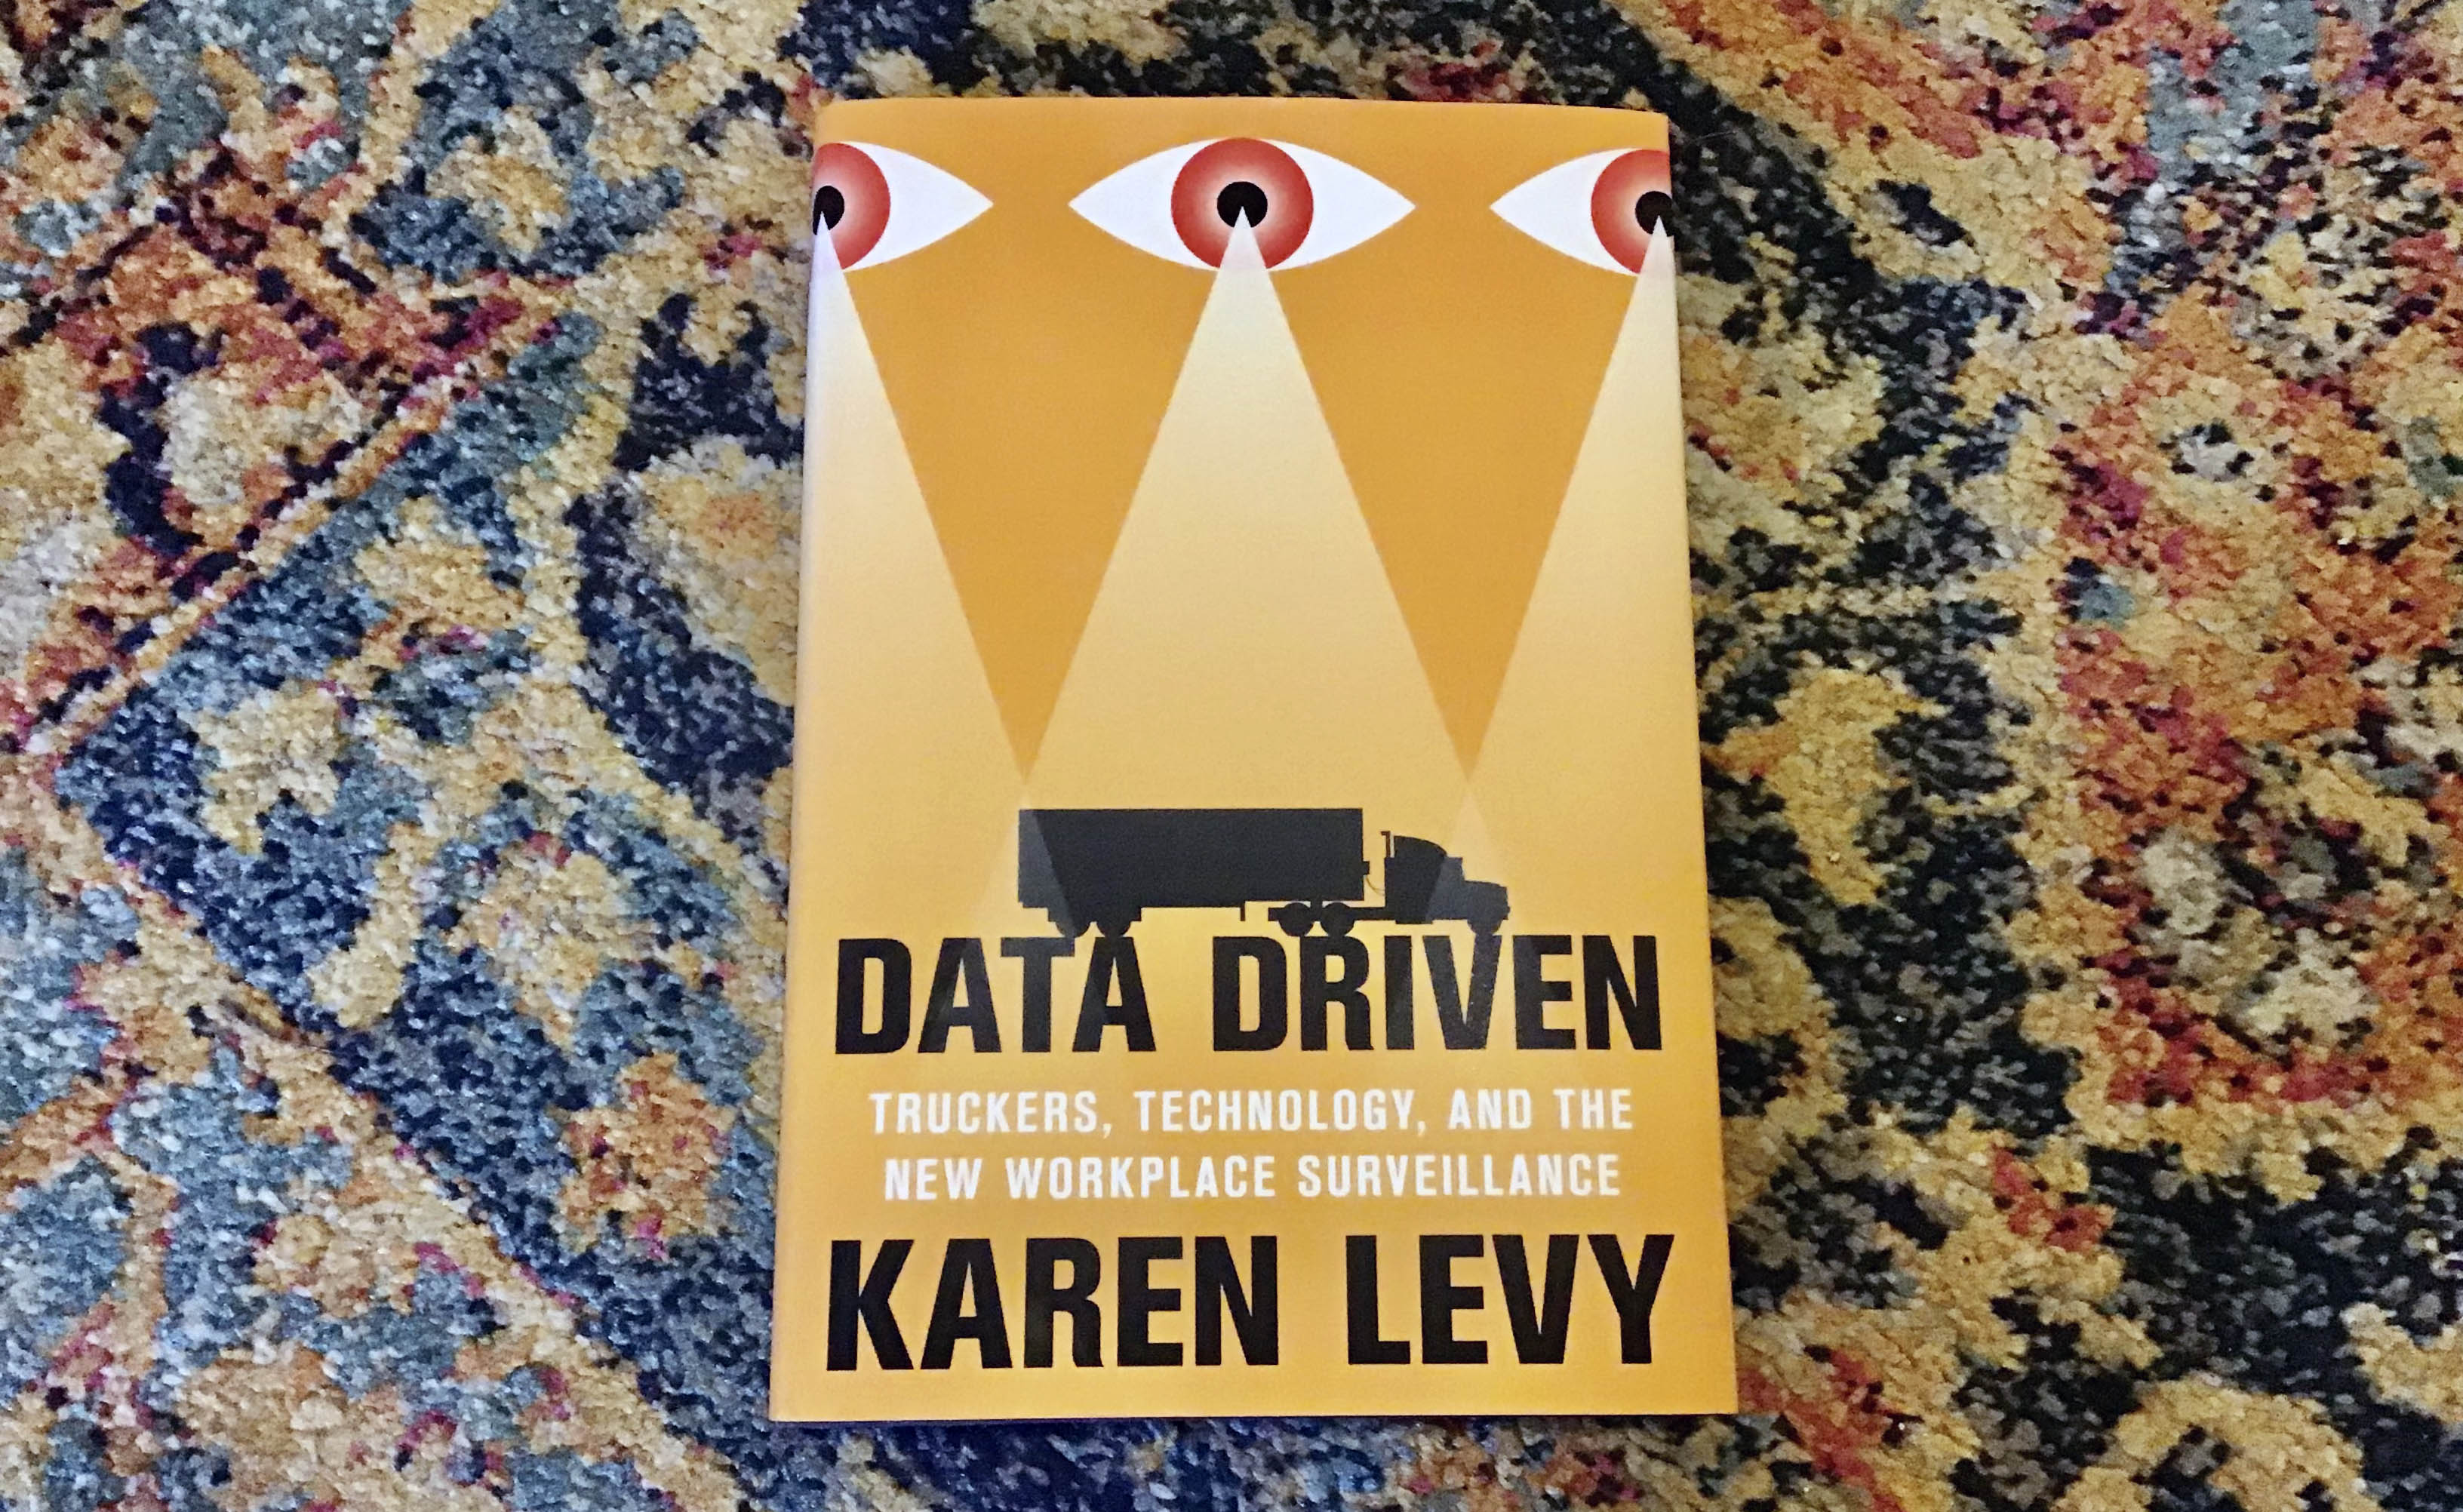 DATA DRIVEN
TRUCKERS, TECHNOLOGY, AND THE
NEW WORKPLACE SURVEILLANCE
KAREN LEVY